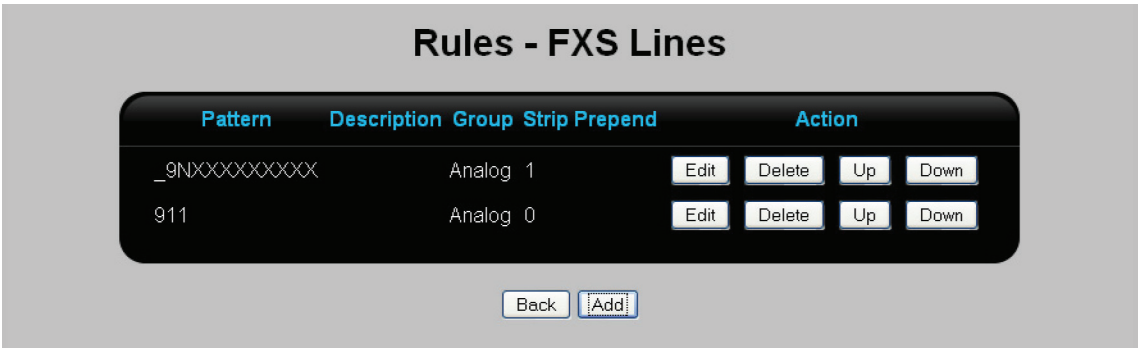 Rules - FXS Lines
Pattern Description Group Strip Prepend Action
_9NXXXXXXXXX Analog 1 Edit Delete Up Down
911 Analog 0 Edit Delete Up Down
Back Add